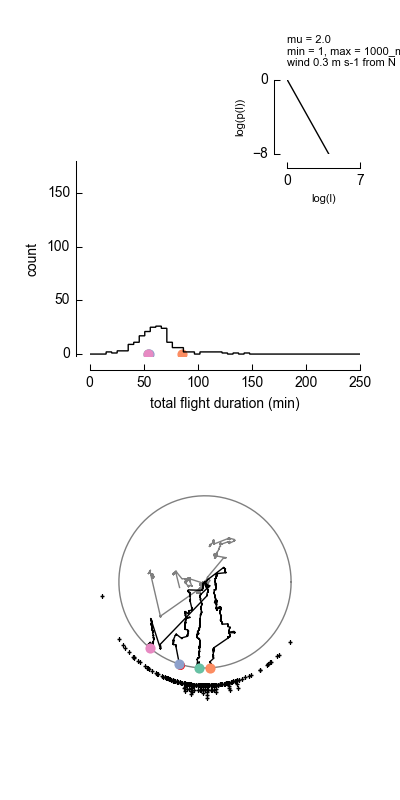 mu = 2.0
min = 1, max = 1000_m
wind 0.3 m s-1 from N
0
log(p(l))
−8
0
7
log(l)
150
100
count
50
0
0
50
100
150
200
250
total flight duration (min)